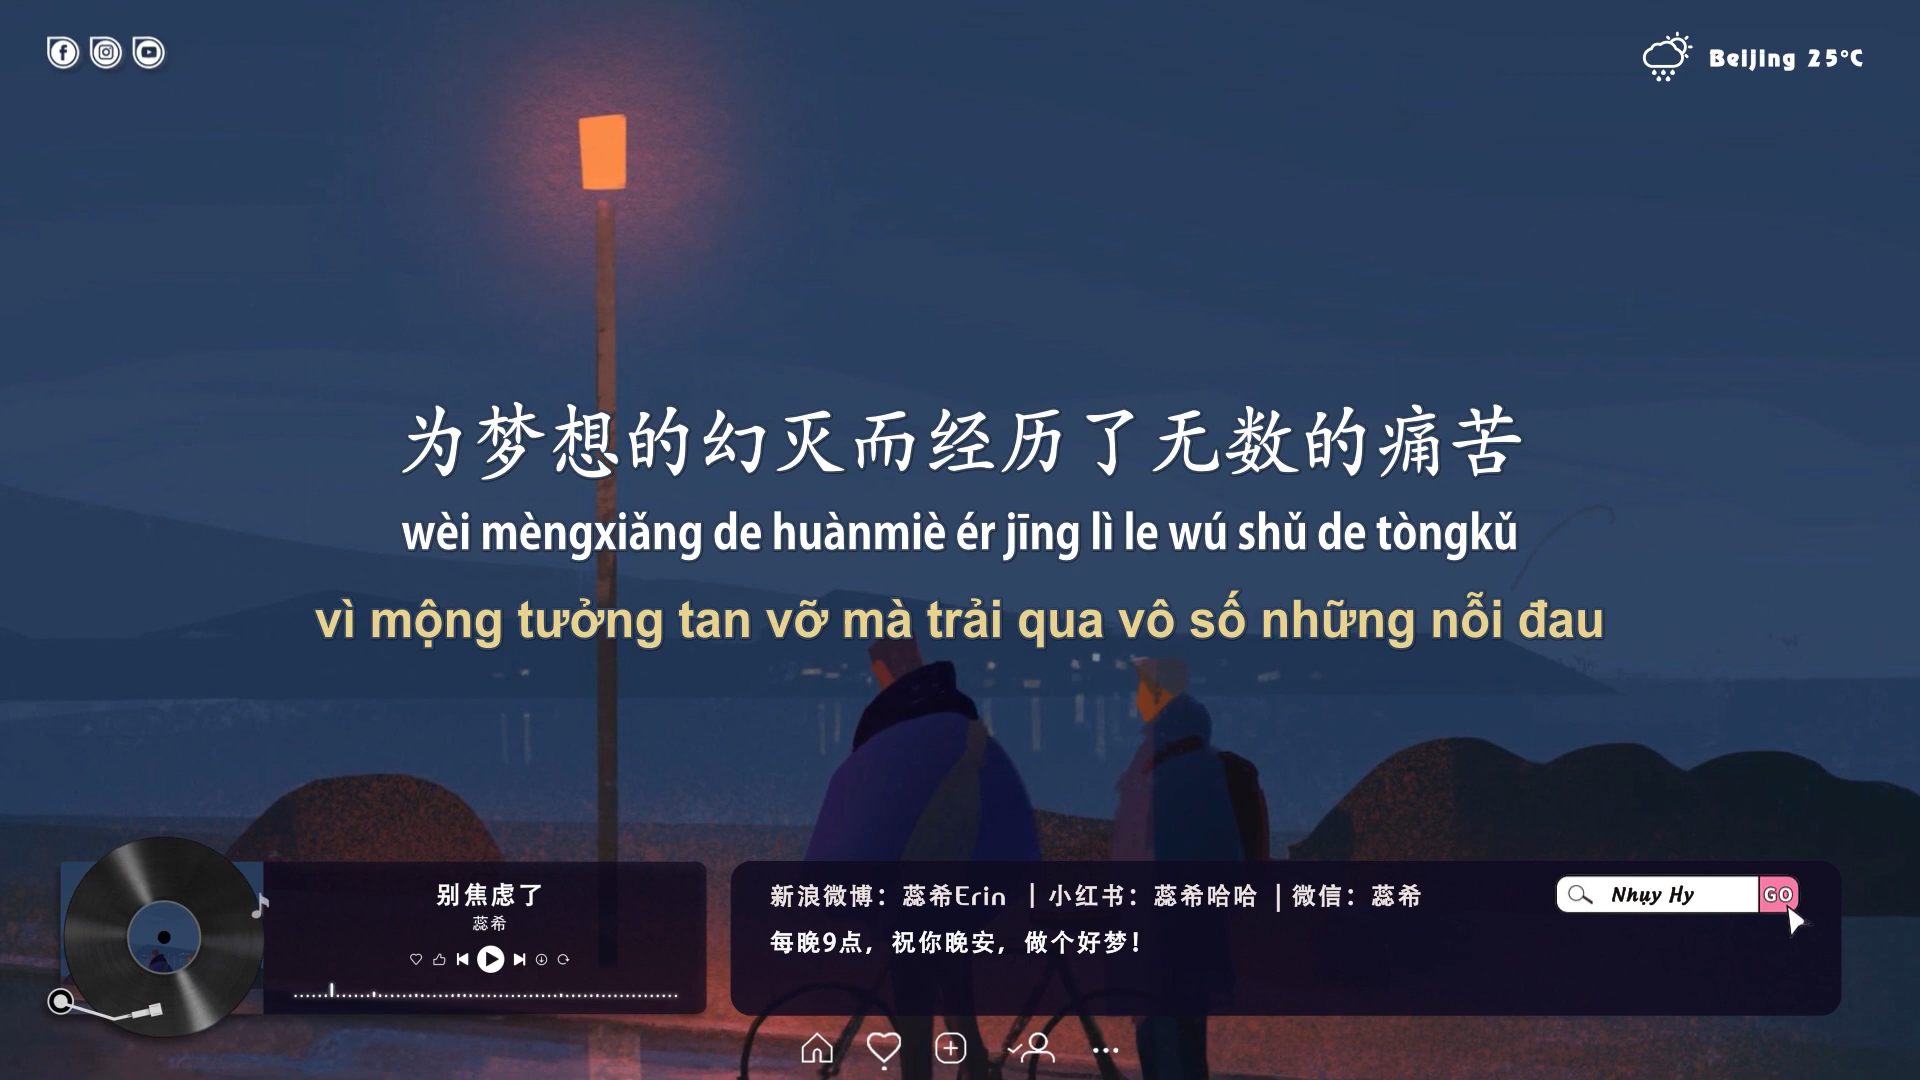 Beijing 25°C
为梦想的幻灭而经历了无数的痛苦
wèi mèngxiǎng de huànmiè ér jīng lì le wú shǔ de tòngkǔ
vì mộng tưởng tan vỡ mà trải qua vô số những nỗi đau
别焦虑了
蕊希
新浪微博：蕊希Erin ｜小红书：蕊希哈哈 ｜微信：蕊希
每晚9点，祝你晚安，做个好梦！
Nhụy Hy
GO